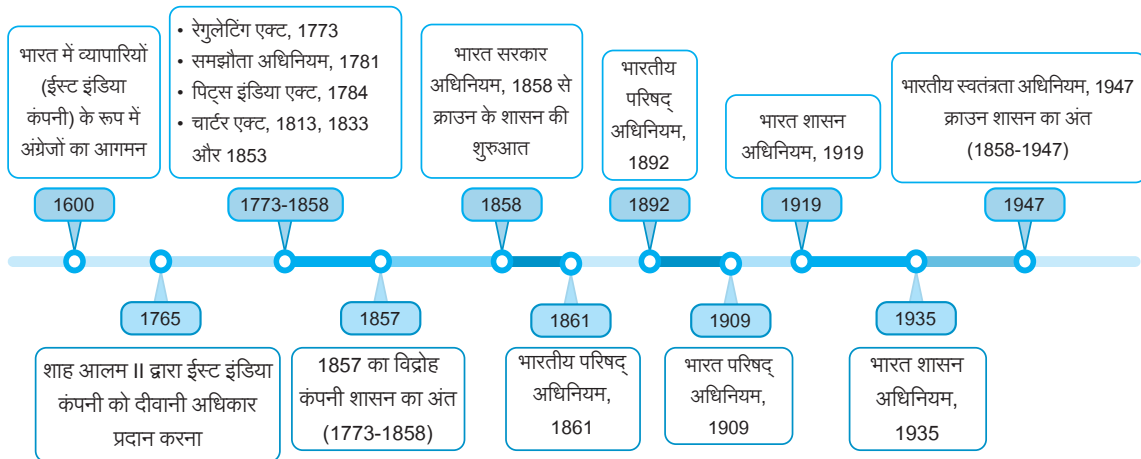 भारत में व्यापारियों
(ईस्ट इंडिया
कंपनी) के रूप में
अंग्रेजों का आगमन
1600
• रेगुलेटिंग एक्ट, 1773
• समझौता अधिनियम, 1781
• पिट्स इंडिया एक्ट, 1784
• चार्टर एक्ट, 1813, 1833
और 1853
1773-1858
भारत सरकार
अधिनियम, 1858 से
क्राउन के शासन की
शुरुआत
1858
भारतीय
परिषद्
अधिनियम,
1892
1892
भारत शासन
अधिनियम, 1919
1919
भारतीय स्वतंत्रता अधिनियम, 1947
क्राउन शासन का अंत
(1858-1947)
1947
1765
शाह आलम II द्वारा ईस्ट इंडिया
कंपनी को दीवानी अधिकार
प्रदान करना
1857
1857 का विद्रोह
कंपनी शासन का अंत
(1773-1858)
1861
भारतीय परिषद्
अधिनियम,
1861
1909
भारत परिषद्
अधिनियम,
1909
1935
भारत शासन
अधिनियम,
1935